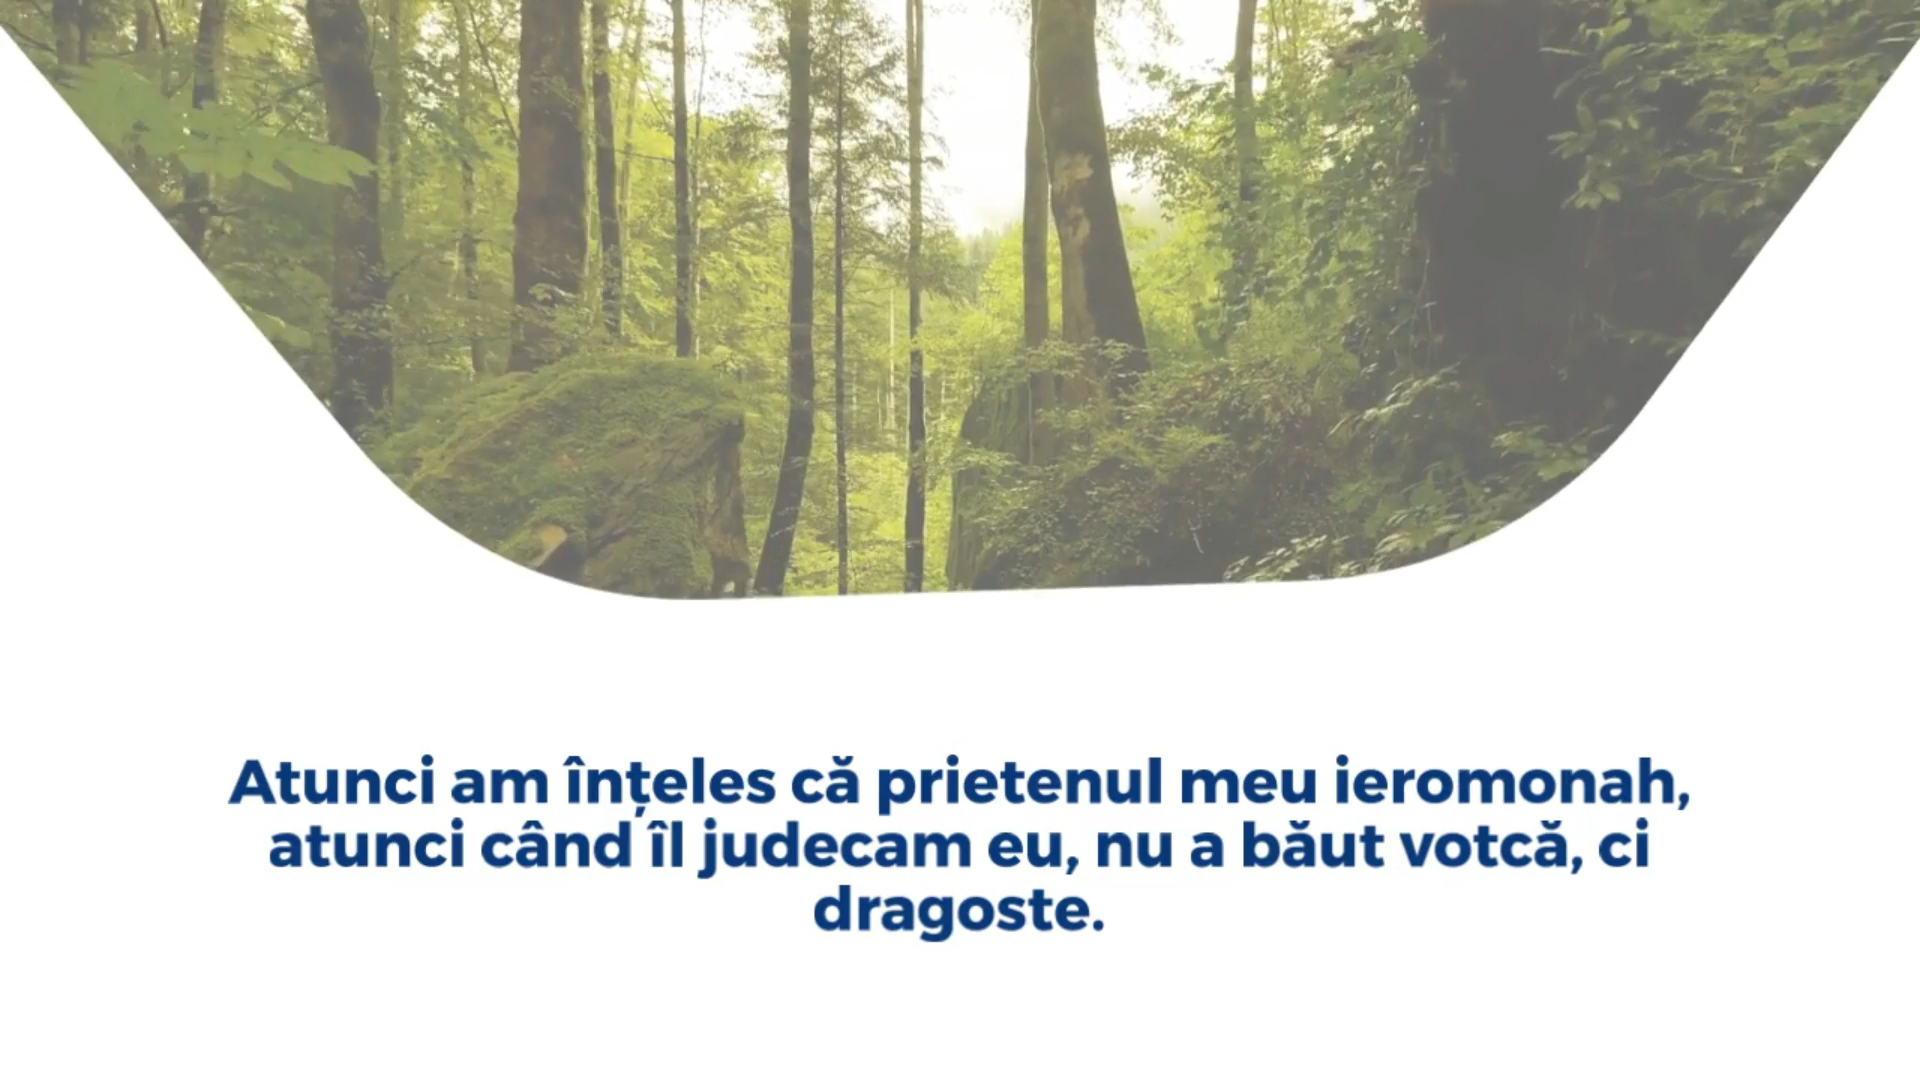 Atunci am înțeles că prietenul meu ieromonah,
atunci când îl judecam eu, nu a băut votcă, ci
dragoste.